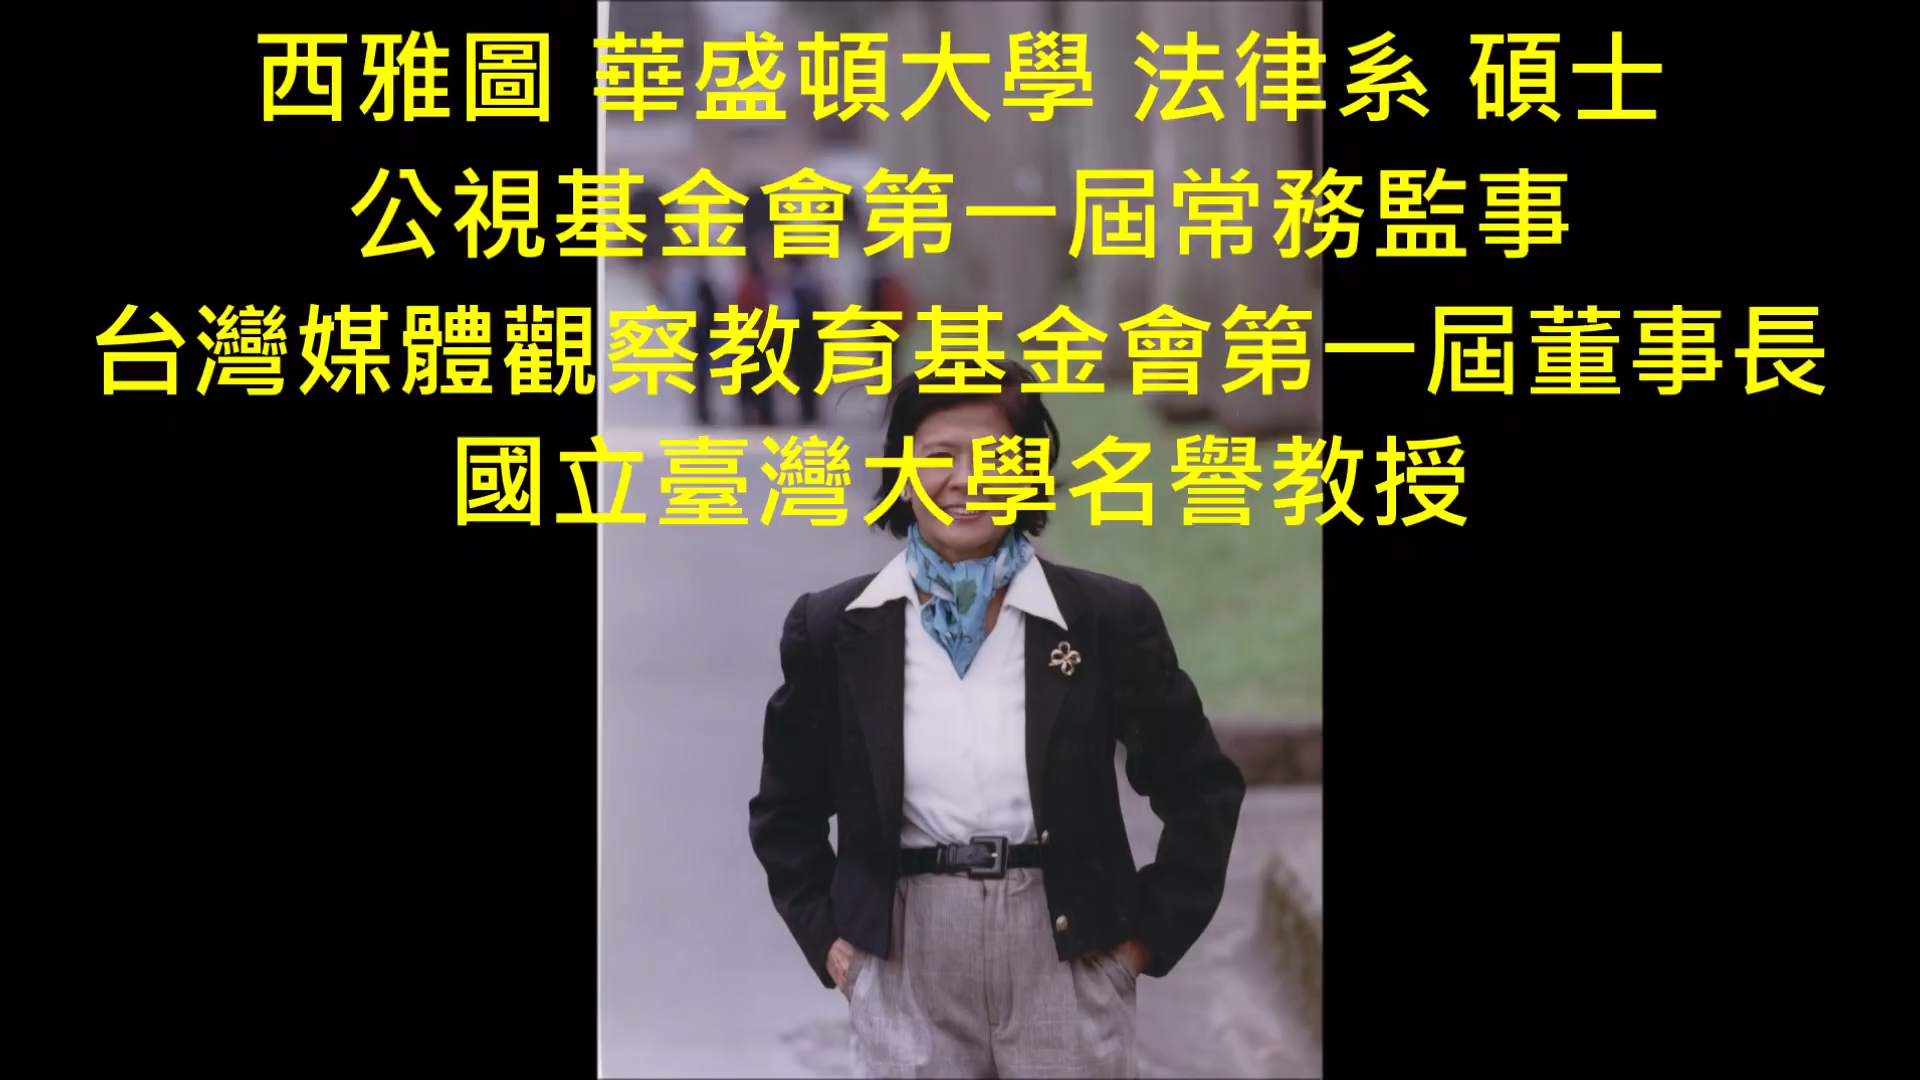 西雅圖 華盛頓大學 法律系 碩士
公視基金會第一屆常務監事
台灣媒體觀察教育基金會第一屆董事長
國立臺灣大學名譽教授